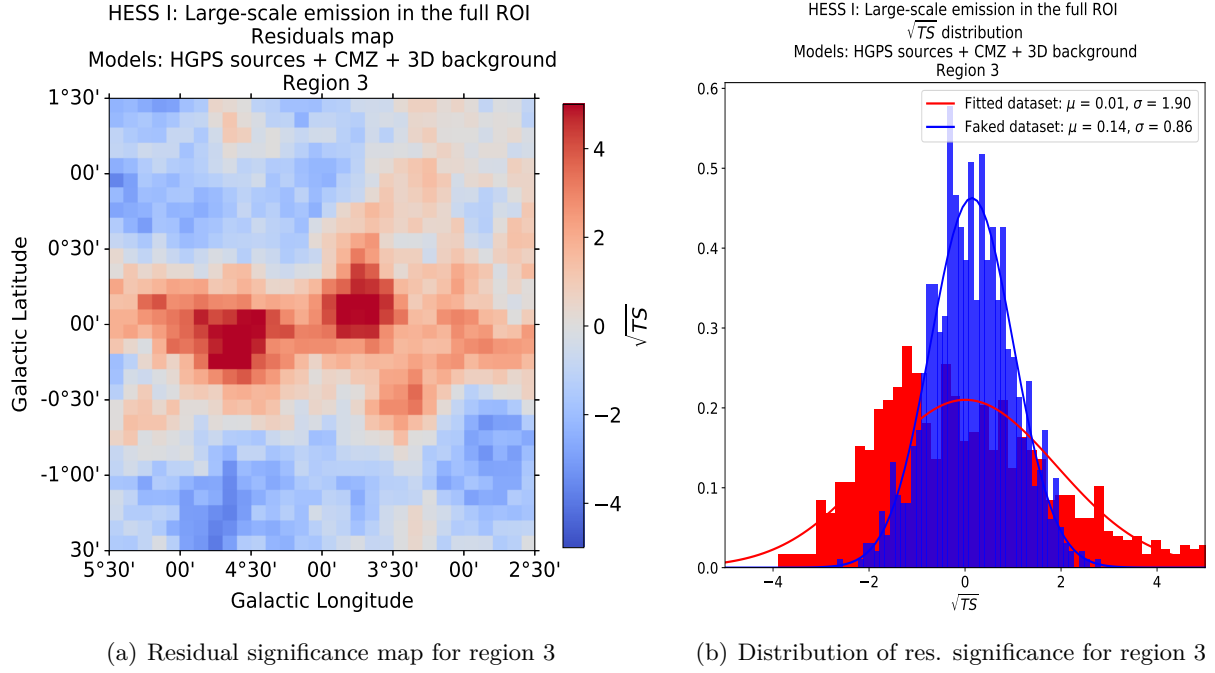 HESS I: Large-scale emission in the full ROI
Residuals map
Models: HGPS sources + CMZ + 3D background
Region 3
1°30'
00'
0°30'
00'
-0°30'
-1°00'
30'
Galactic Latitude
5°30'
00'
4°30'
00'
3°30'
00'
2°30'
Galactic Longitude
4
2
0
−2
−4
√TS
(a) Residual significance map for region 3
HESS I: Large-scale emission in the full ROI
√TS distribution
Models: HGPS sources + CMZ + 3D background
Region 3
Fitted dataset: μ = 0.01, σ = 1.90
Faked dataset: μ = 0.14, σ = 0.86
0.6
0.5
0.4
0.3
0.2
0.1
0.0
−4
−2
0
2
4
√TS
(b) Distribution of res. significance for region 3